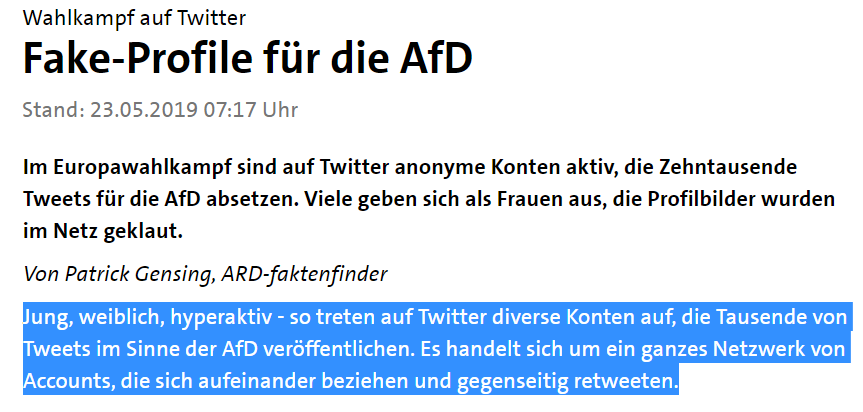 Wahlkampf auf Twitter
Fake-Profile für die AfD
Stand: 23.05.2019 07:17 Uhr
Im Europawahlkampf sind auf Twitter anonyme Konten aktiv, die Zehntausende
Tweets für die AfD absetzen. Viele geben sich als Frauen aus, die Profilbilder wurden
im Netz geklaut.
Von Patrick Gensing, ARD-faktenfinder
Jung, weiblich, hyperaktiv - so treten auf Twitter diverse Konten auf, die Tausende von
Tweets im Sinne der AfD veröffentlichen. Es handelt sich um ein ganzes Netzwerk von
Accounts, die sich aufeinander beziehen und gegenseitig retweeten.